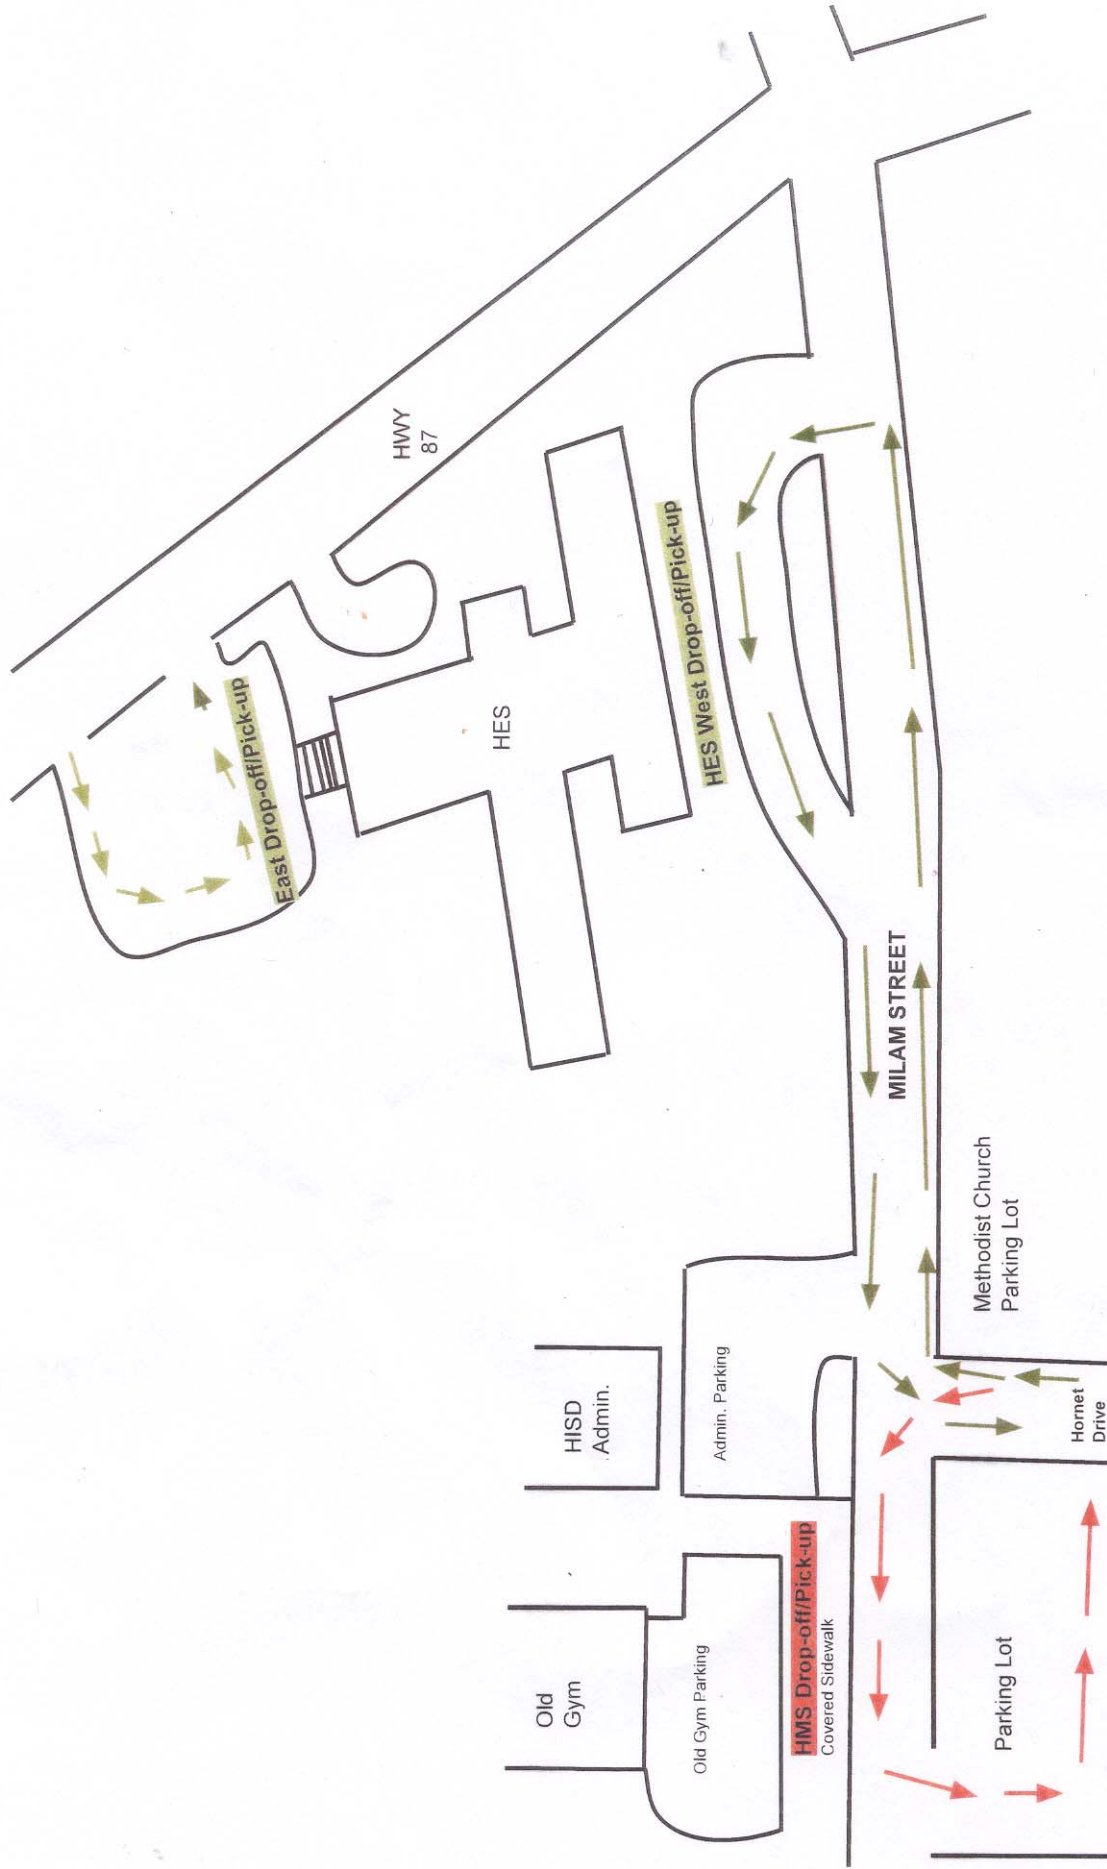 HWY
87
East Drop-off/Pick-up
HES
HES West Drop-off/Pick-up
MILAM STREET
Methodist Church
Parking Lot
HISD
Admin.
Admin. Parking
Hornet
Drive
Old
Gym
Old Gym Parking
HMS Drop-off/Pick-up
Covered Sidewalk
Parking Lot